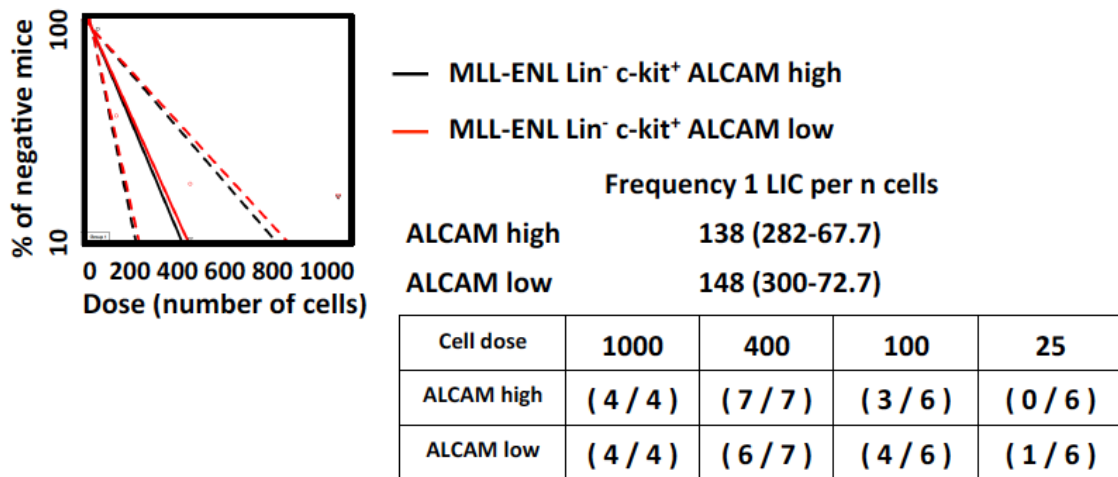 100
10
% of negative mice
0 200 400 600 800 1000
Dose (number of cells)
MLL-ENL Lin⁻ c-kit⁺ ALCAM high
MLL-ENL Lin⁻ c-kit⁺ ALCAM low
Frequency 1 LIC per n cells
ALCAM high 138 (282-67.7)
ALCAM low 148 (300-72.7)
Cell dose 1000 400 100 25
ALCAM high ( 4 / 4 ) ( 7 / 7 ) ( 3 / 6 ) ( 0 / 6 )
ALCAM low ( 4 / 4 ) ( 6 / 7 ) ( 4 / 6 ) ( 1 / 6 )